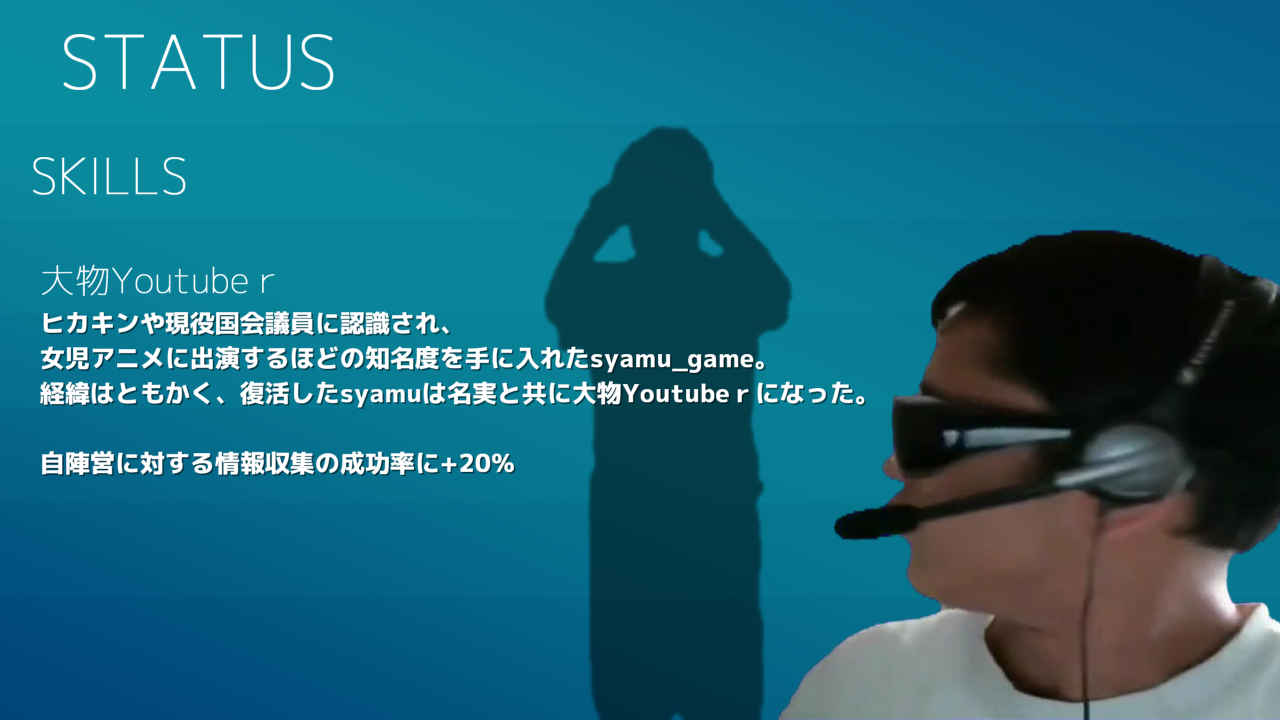 STATUS
SKILLS
大物Youtubeｒ
ヒカキンや現役国会議員に認識され、
女児アニメに出演するほどの知名度を手に入れたsyamu_game。
経緯はともかく、復活したsyamuは名実と共に大物Youtubeｒになった。
自陣営に対する情報収集の成功率に+20%